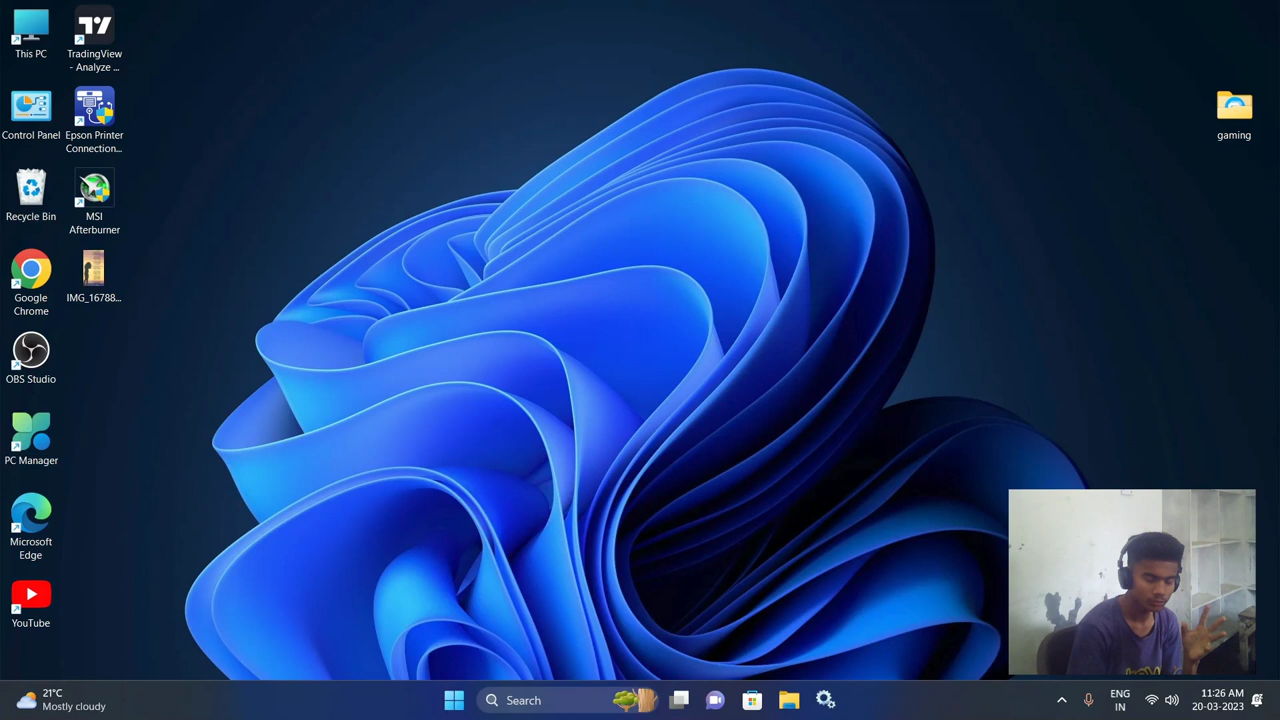 This PC
TradingView
- Analyze ...
Control Panel
Epson Printer
Connection...
Recycle Bin
MSI
Afterburner
Google
Chrome
IMG_16788...
OBS Studio
PC Manager
Microsoft
Edge
YouTube
gaming
21°C
Mostly cloudy
Search
ENG
IN
11:26 AM
20-03-2023